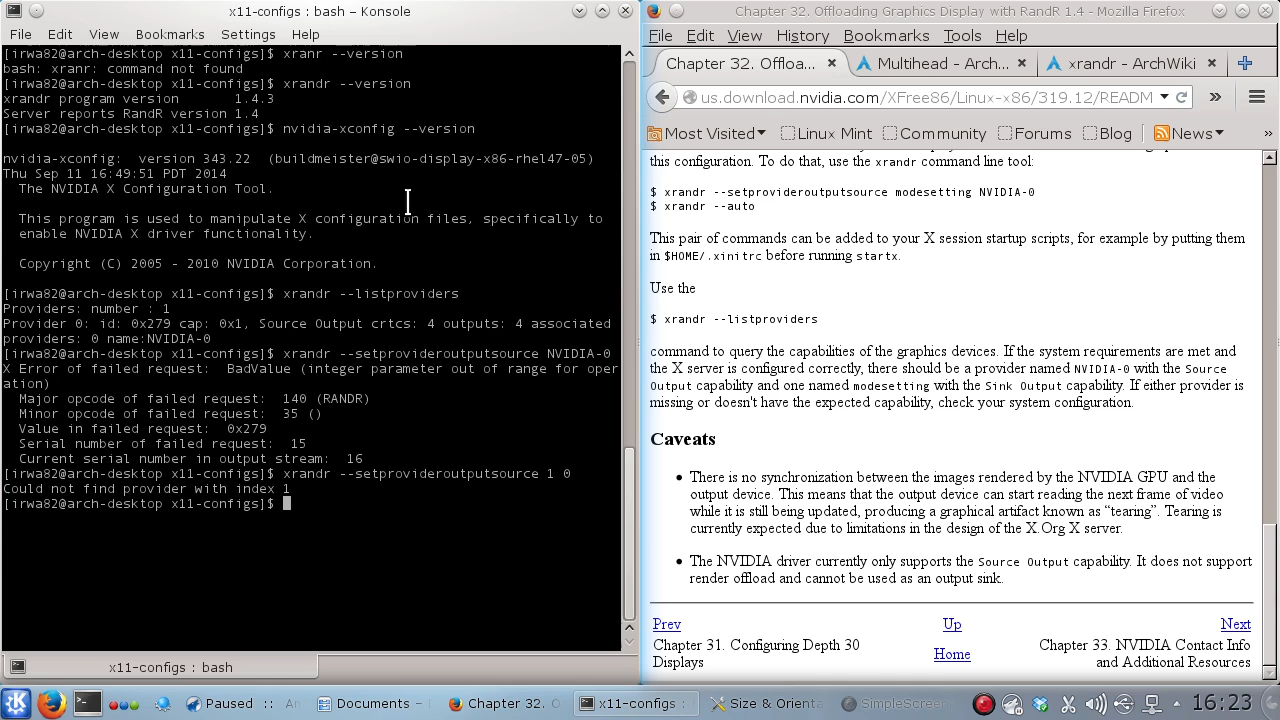 x11-configs : bash – Konsole
File Edit View Bookmarks Settings Help
[irwa82@arch-desktop x11-configs]$ xranr --version
bash: xranr: command not found
[irwa82@arch-desktop x11-configs]$ xrandr --version
xrandr program version       1.4.3
Server reports RandR version 1.4
[irwa82@arch-desktop x11-configs]$ nvidia-xconfig --version
nvidia-xconfig:  version 343.22  (buildmeister@swio-display-x86-rhel47-05)
Thu Sep 11 16:49:51 PDT 2014
The NVIDIA X Configuration Tool.
This program is used to manipulate X configuration files, specifically to
enable NVIDIA X driver functionality.
Copyright (C) 2005 - 2010 NVIDIA Corporation.
[irwa82@arch-desktop x11-configs]$ xrandr --listproviders
Providers: number : 1
Provider 0: id: 0x279 cap: 0x1, Source Output crtcs: 4 outputs: 4 associated
providers: 0 name:NVIDIA-0
[irwa82@arch-desktop x11-configs]$ xrandr --setprovideroutputsource NVIDIA-0
X Error of failed request:  BadValue (integer parameter out of range for oper
ation)
Major opcode of failed request:  140 (RANDR)
Minor opcode of failed request:  35 ()
Value in failed request:  0x279
Serial number of failed request:  15
Current serial number in output stream:  16
[irwa82@arch-desktop x11-configs]$ xrandr --setprovideroutputsource 1 0
Could not find provider with index 1
[irwa82@arch-desktop x11-configs]$
x11-configs : bash
Chapter 32. Offloading Graphics Display with RandR 1.4 - Mozilla Firefox
File Edit View History Bookmarks Tools Help
Chapter 32. Offloa... Multihead - Arch... xrandr - ArchWiki
us.download.nvidia.com/XFree86/Linux-x86/319.12/READM
Most Visited Linux Mint Community Forums Blog News
this configuration. To do that, use the xrandr command line tool:
$ xrandr --setprovideroutputsource modesetting NVIDIA-0
$ xrandr --auto
This pair of commands can be added to your X session startup scripts, for example by putting them
in $HOME/.xinitrc before running startx.
Use the
$ xrandr --listproviders
command to query the capabilities of the graphics devices. If the system requirements are met and
the X server is configured correctly, there should be a provider named NVIDIA-0 with the Source
Output capability and one named modesetting with the Sink Output capability. If either provider is
missing or doesn't have the expected capability, check your system configuration.
Caveats
• There is no synchronization between the images rendered by the NVIDIA GPU and the
output device. This means that the output device can start reading the next frame of video
while it is still being updated, producing a graphical artifact known as “tearing”. Tearing is
currently expected due to limitations in the design of the X.Org X server.
• The NVIDIA driver currently only supports the Source Output capability. It does not support
render offload and cannot be used as an output sink.
Prev Up Next
Chapter 31. Configuring Depth 30
Displays
Home
Chapter 33. NVIDIA Contact Info
and Additional Resources
Paused :: Documents – Chapter 32. O x11-configs : Size & Orienta SimpleScreen 16:23